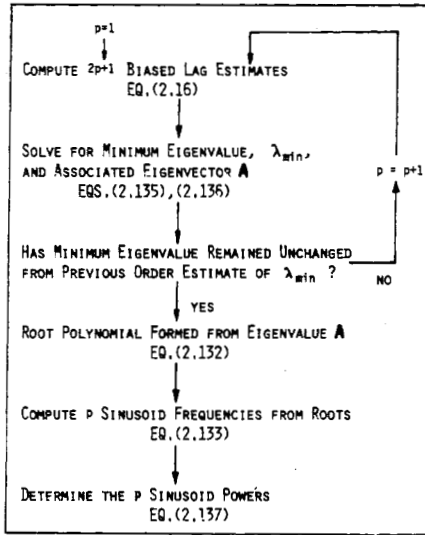 p=1
COMPUTE 2p+1 BIASED LAG ESTIMATES
EQ.(2.16)
SOLVE FOR MINIMUM EIGENVALUE, λmin,
AND ASSOCIATED EIGENVECTOR A
EQS.(2.135),(2.136)
p = p+1
HAS MINIMUM EIGENVALUE REMAINED UNCHANGED
FROM PREVIOUS ORDER ESTIMATE OF λmin ?
NO
YES
ROOT POLYNOMIAL FORMED FROM EIGENVALUE A
EQ.(2.132)
COMPUTE P SINUSOID FREQUENCIES FROM ROOTS
EQ.(2.133)
DETERMINE THE P SINUSOID POWERS
EQ.(2.137)